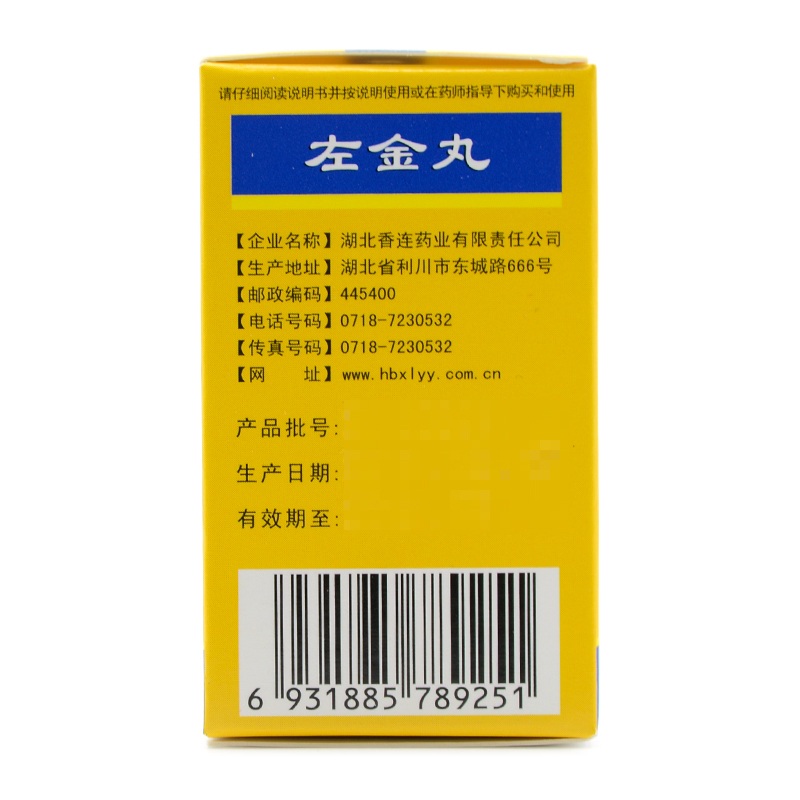 请仔细阅读说明书并按说明使用或在药师指导下购买和使用
左金丸
【企业名称】湖北香连药业有限责任公司
【生产地址】湖北省利川市东城路666号
【邮政编码】445400
【电话号码】0718-7230532
【传真号码】0718-7230532
【网　　址】www.hbxlyy.com.cn
产品批号:
生产日期:
有效期至:
6 931885 789251